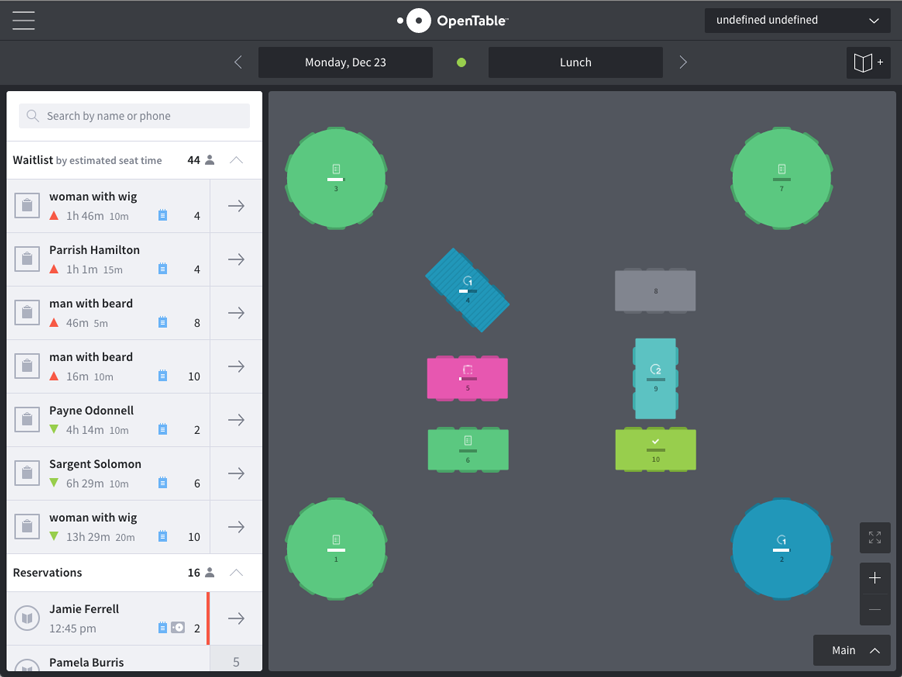 OpenTable
undefined undefined
Monday, Dec 23
Lunch
+
Search by name or phone
Waitlist by estimated seat time 44
woman with wig
1h 46m 10m 4
Parrish Hamilton
1h 1m 15m 4
man with beard
46m 5m 8
man with beard
16m 10m 10
Payne Odonnell
4h 14m 10m 2
Sargent Solomon
6h 29m 10m 6
woman with wig
13h 29m 20m 10
Reservations 16
Jamie Ferrell
12:45 pm 2
Pamela Burris 5
3
7
1
4
8
5
2
9
6
10
1
1
2
Main